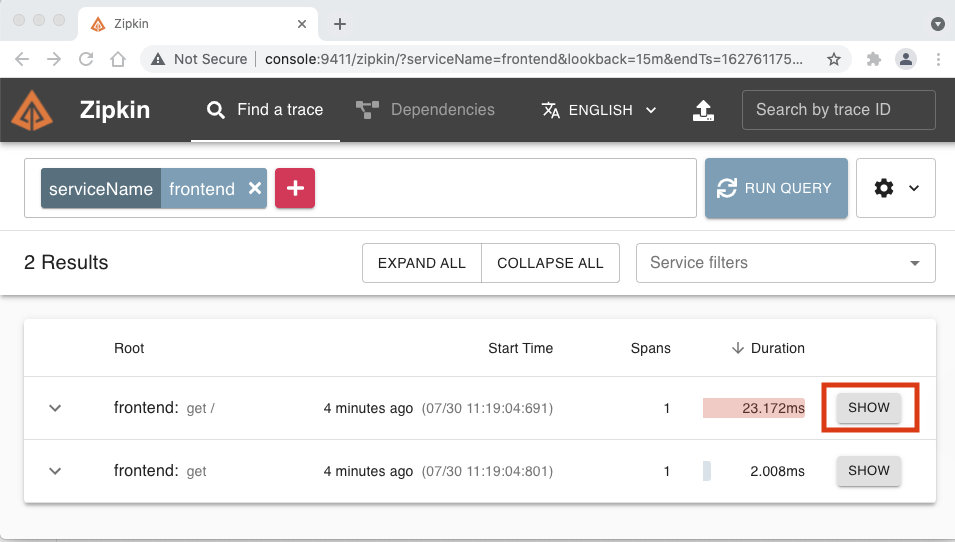 Zipkin
Not Secure console:9411/zipkin/?serviceName=frontend&lookback=15m&endTs=162761175...
Zipkin Find a trace Dependencies ENGLISH Search by trace ID
serviceName frontend RUN QUERY
2 Results EXPAND ALL COLLAPSE ALL Service filters
Root Start Time Spans Duration
frontend: get / 4 minutes ago (07/30 11:19:04:691) 1 23.172ms SHOW
frontend: get 4 minutes ago (07/30 11:19:04:801) 1 2.008ms SHOW